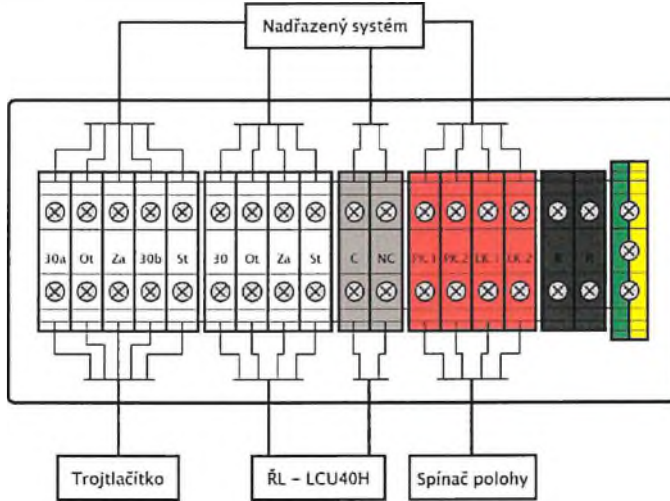 Nadřazený systém
30a Ot Za 30b St 30 Ot Za St C NC PK 1 PK 2 LK 1 LK 2 R R
Trojtlačítko ŘL - LCU40H Spínač polohy